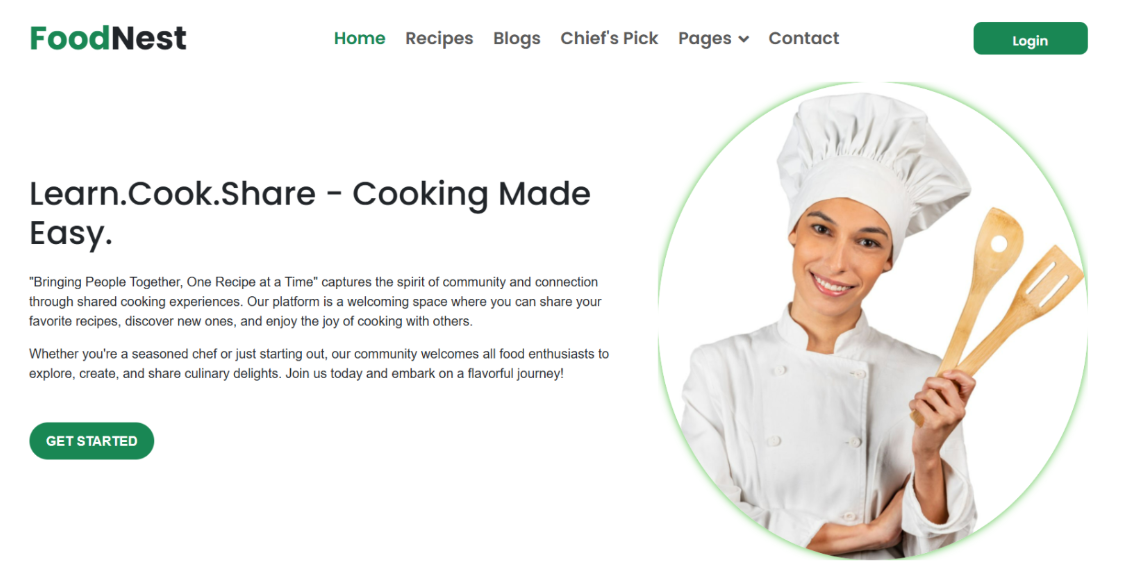 FoodNest
Home Recipes Blogs Chief's Pick Pages Contact
Login
Learn.Cook.Share - Cooking Made
Easy.
"Bringing People Together, One Recipe at a Time" captures the spirit of community and connection
through shared cooking experiences. Our platform is a welcoming space where you can share your
favorite recipes, discover new ones, and enjoy the joy of cooking with others.
Whether you're a seasoned chef or just starting out, our community welcomes all food enthusiasts to
explore, create, and share culinary delights. Join us today and embark on a flavorful journey!
GET STARTED